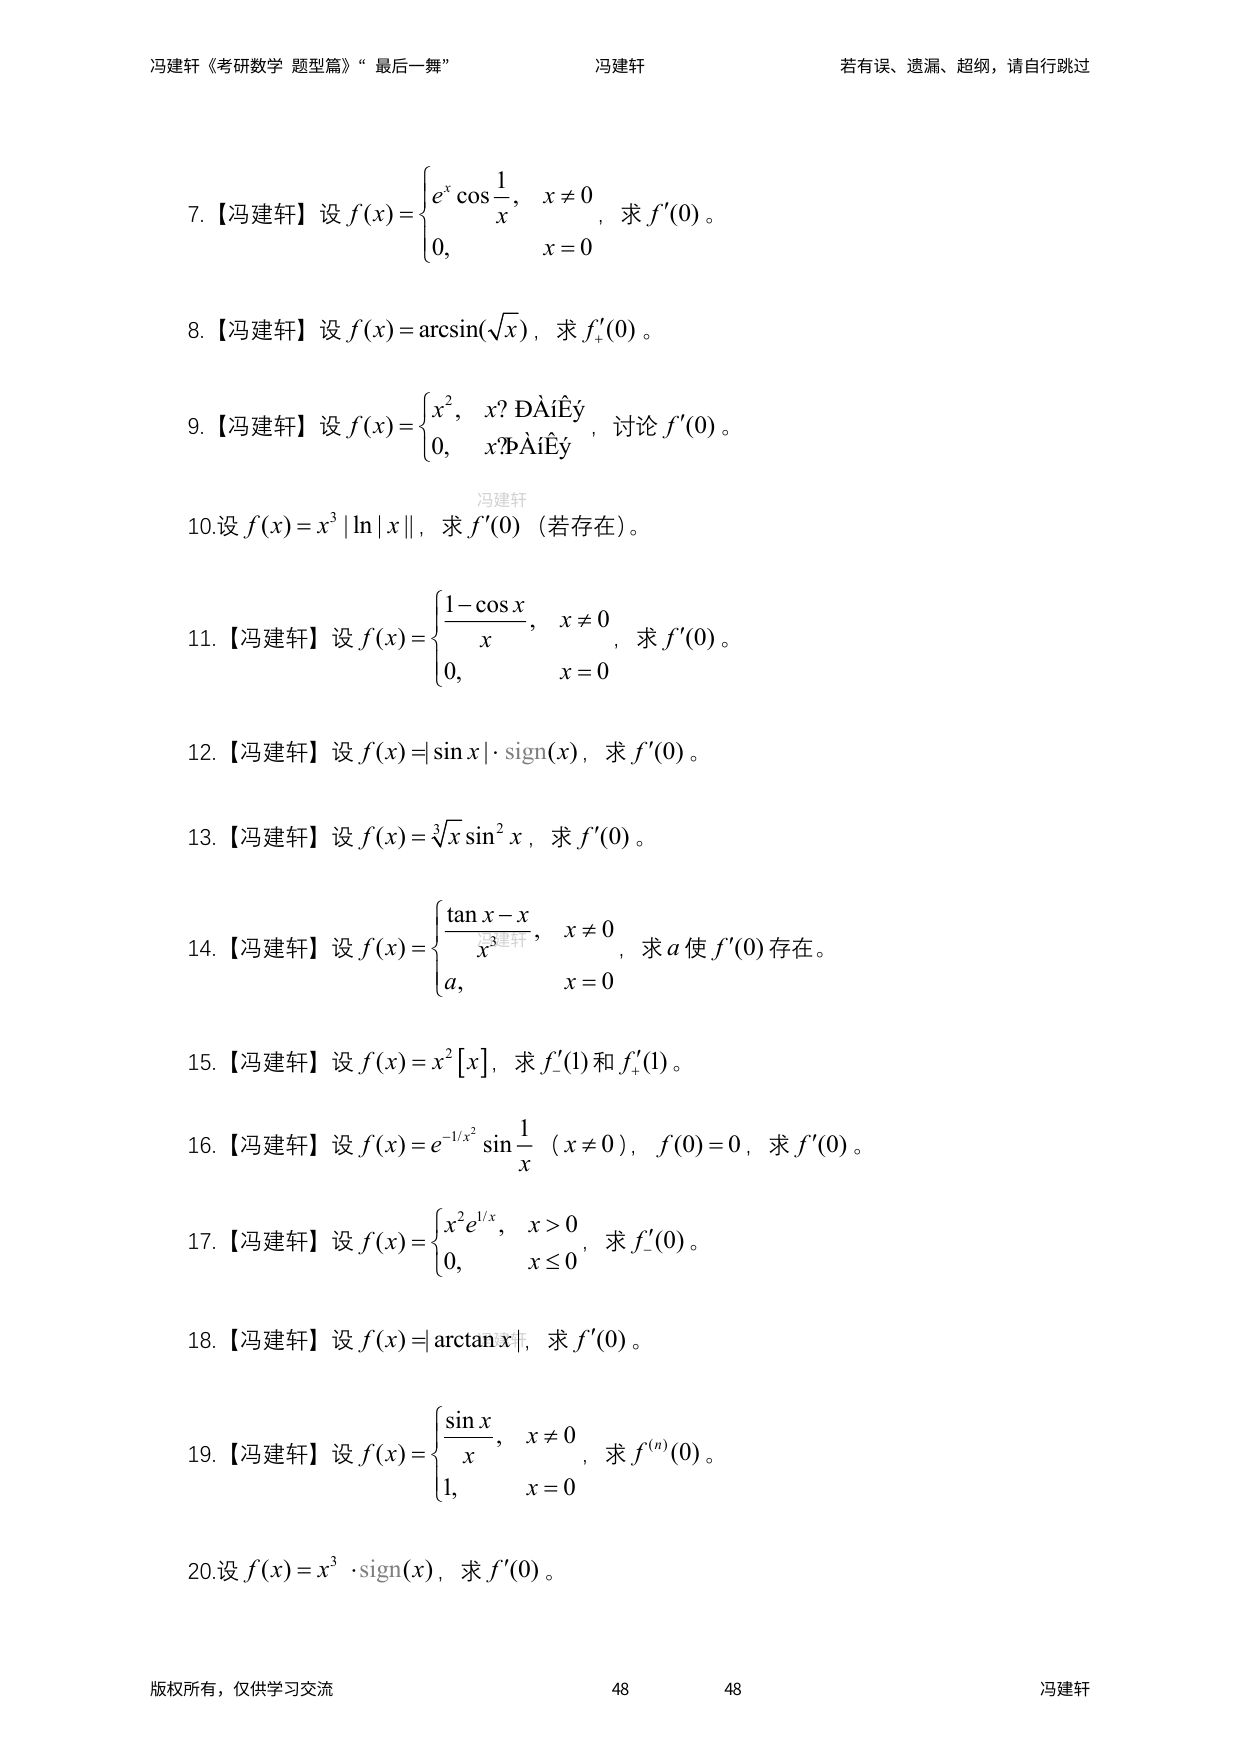 冯建轩《考研数学 题型篇》“ 最后一舞” 冯建轩 若有误、遗漏、超纲，请自行跳过
7.【冯建轩】设 f(x) = { e^x cos 1/x, x ≠ 0 ; 0, x = 0 ，求 f′(0) 。
8.【冯建轩】设 f(x) = arcsin(√x)，求 f₊′(0) 。
9.【冯建轩】设 f(x) = { x², x? ÐÀíÊý ; 0, x?ÞÀíÊý ，讨论 f′(0) 。
冯建轩
10.设 f(x) = x³ | ln | x ||，求 f′(0) （若存在）。
11.【冯建轩】设 f(x) = { (1 − cos x)/x, x ≠ 0 ; 0, x = 0 ，求 f′(0) 。
12.【冯建轩】设 f(x) =| sin x | · sign(x)，求 f′(0) 。
13.【冯建轩】设 f(x) = ∛x sin² x，求 f′(0) 。
14.【冯建轩】设 f(x) = { (tan x − x)/x³, x ≠ 0 ; a, x = 0 ，求 a 使 f′(0) 存在。
冯建轩
15.【冯建轩】设 f(x) = x² [x]，求 f₋′(1) 和 f₊′(1) 。
16.【冯建轩】设 f(x) = e^(−1/x²) sin 1/x （ x ≠ 0 ）， f(0) = 0，求 f′(0) 。
17.【冯建轩】设 f(x) = { x²e^(1/x), x > 0 ; 0, x ≤ 0 ，求 f₋′(0) 。
18.【冯建轩】设 f(x) =| arctan x |，求 f′(0) 。
冯建轩
19.【冯建轩】设 f(x) = { sin x / x, x ≠ 0 ; 1, x = 0 ，求 f⁽ⁿ⁾(0) 。
20.设 f(x) = x³ · sign(x)，求 f′(0) 。
版权所有，仅供学习交流 48 48 冯建轩